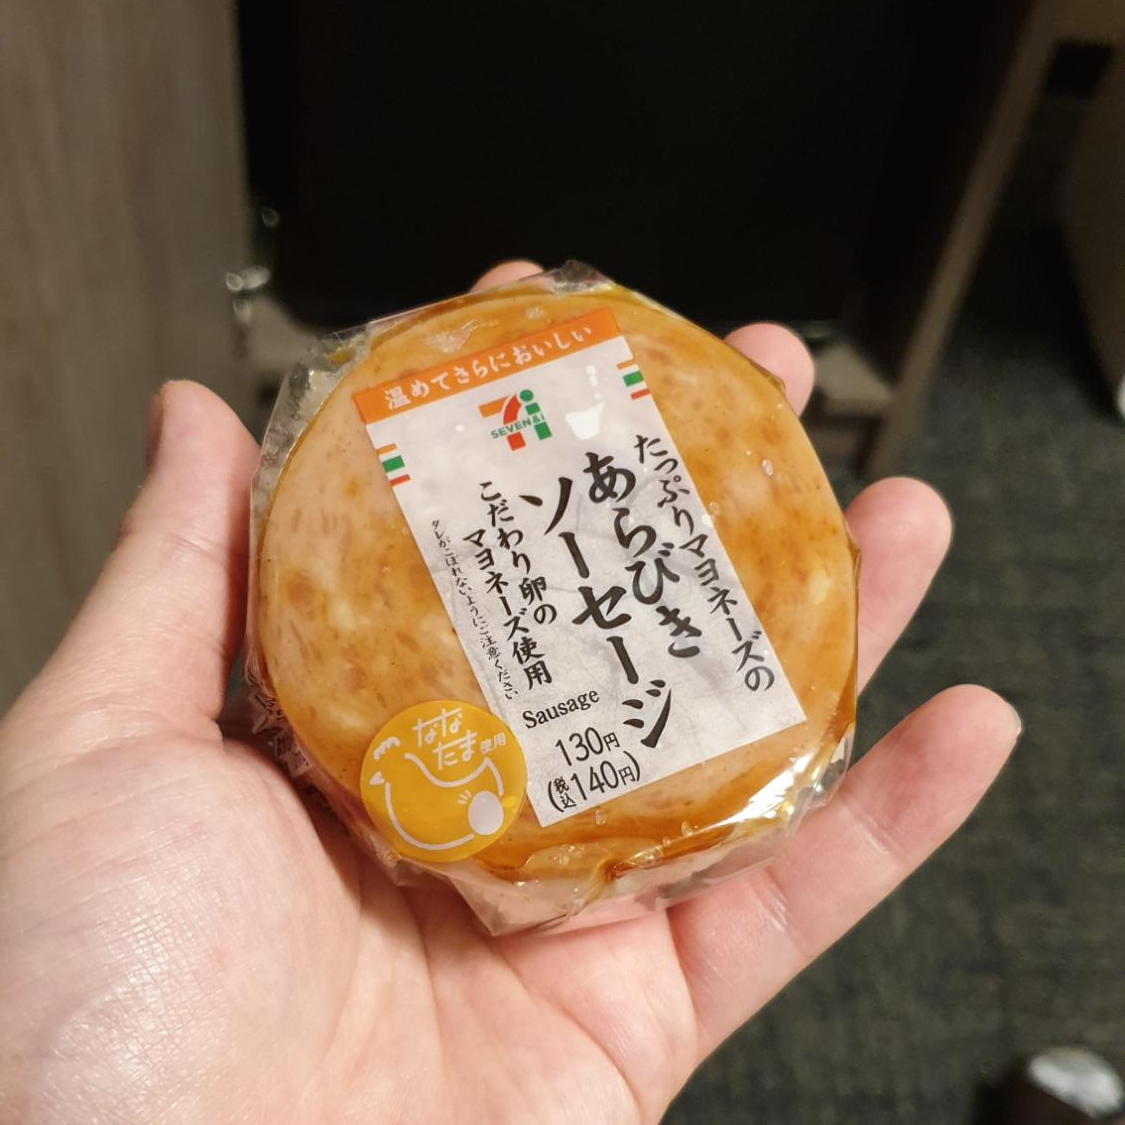 温めてさらにおいしい
SEVEN&i
たっぷりマヨネーズの
あらびき
ソーセージ
こだわり卵の
マヨネーズ使用
タレがこぼれないようにご注意ください
Sausage
130円
(税込140円)
なな
たま使用